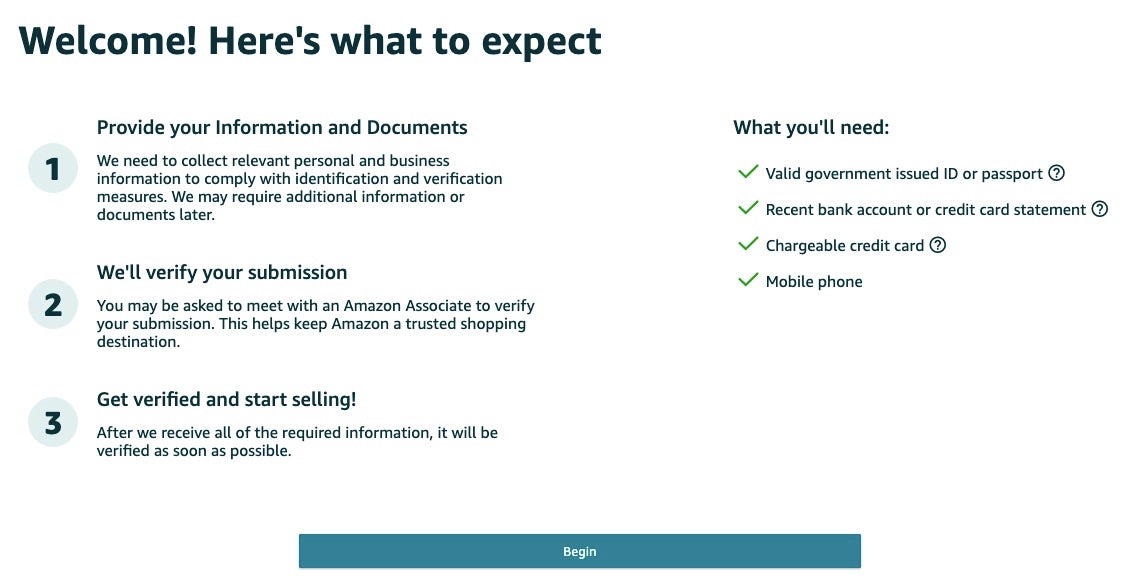 Welcome! Here's what to expect
1
Provide your Information and Documents
We need to collect relevant personal and business
information to comply with identification and verification
measures. We may require additional information or
documents later.
2
We'll verify your submission
You may be asked to meet with an Amazon Associate to verify
your submission. This helps keep Amazon a trusted shopping
destination.
3
Get verified and start selling!
After we receive all of the required information, it will be
verified as soon as possible.
What you'll need:
Valid government issued ID or passport ?
Recent bank account or credit card statement ?
Chargeable credit card ?
Mobile phone
Begin